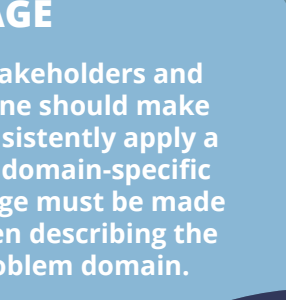 AGE
akeholders and
ne should make
sistently apply a
domain-specific
ge must be made
en describing the
oblem domain.